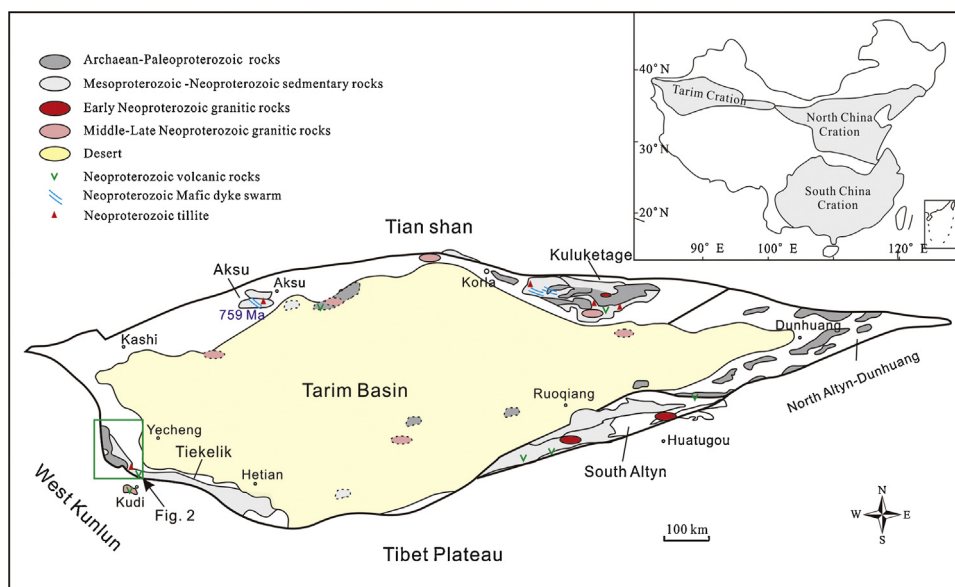 Archaean-Paleoproterozoic rocks
Mesoproterozoic -Neoproterozoic sedmentary rocks
Early Neoproterozoic granitic rocks
Middle-Late Neoproterozoic granitic rocks
Desert
Neoproterozoic volcanic rocks
Neoproterozoic Mafic dyke swarm
Neoproterozoic tillite
40° N
30° N
20° N
90° E
100° E
120° E
Tarim Cration
North China
Cration
South China
Cration
Tian shan
Aksu
Aksu
759 Ma
Korla
Kuluketage
Kashi
Dunhuang
Tarim Basin
Ruoqiang
North Altyn-Dunhuang
Yecheng
Tiekelik
Hetian
Huatugou
South Altyn
West Kunlun
Kudi
Fig. 2
Tibet Plateau
100 km
N
W
E
S